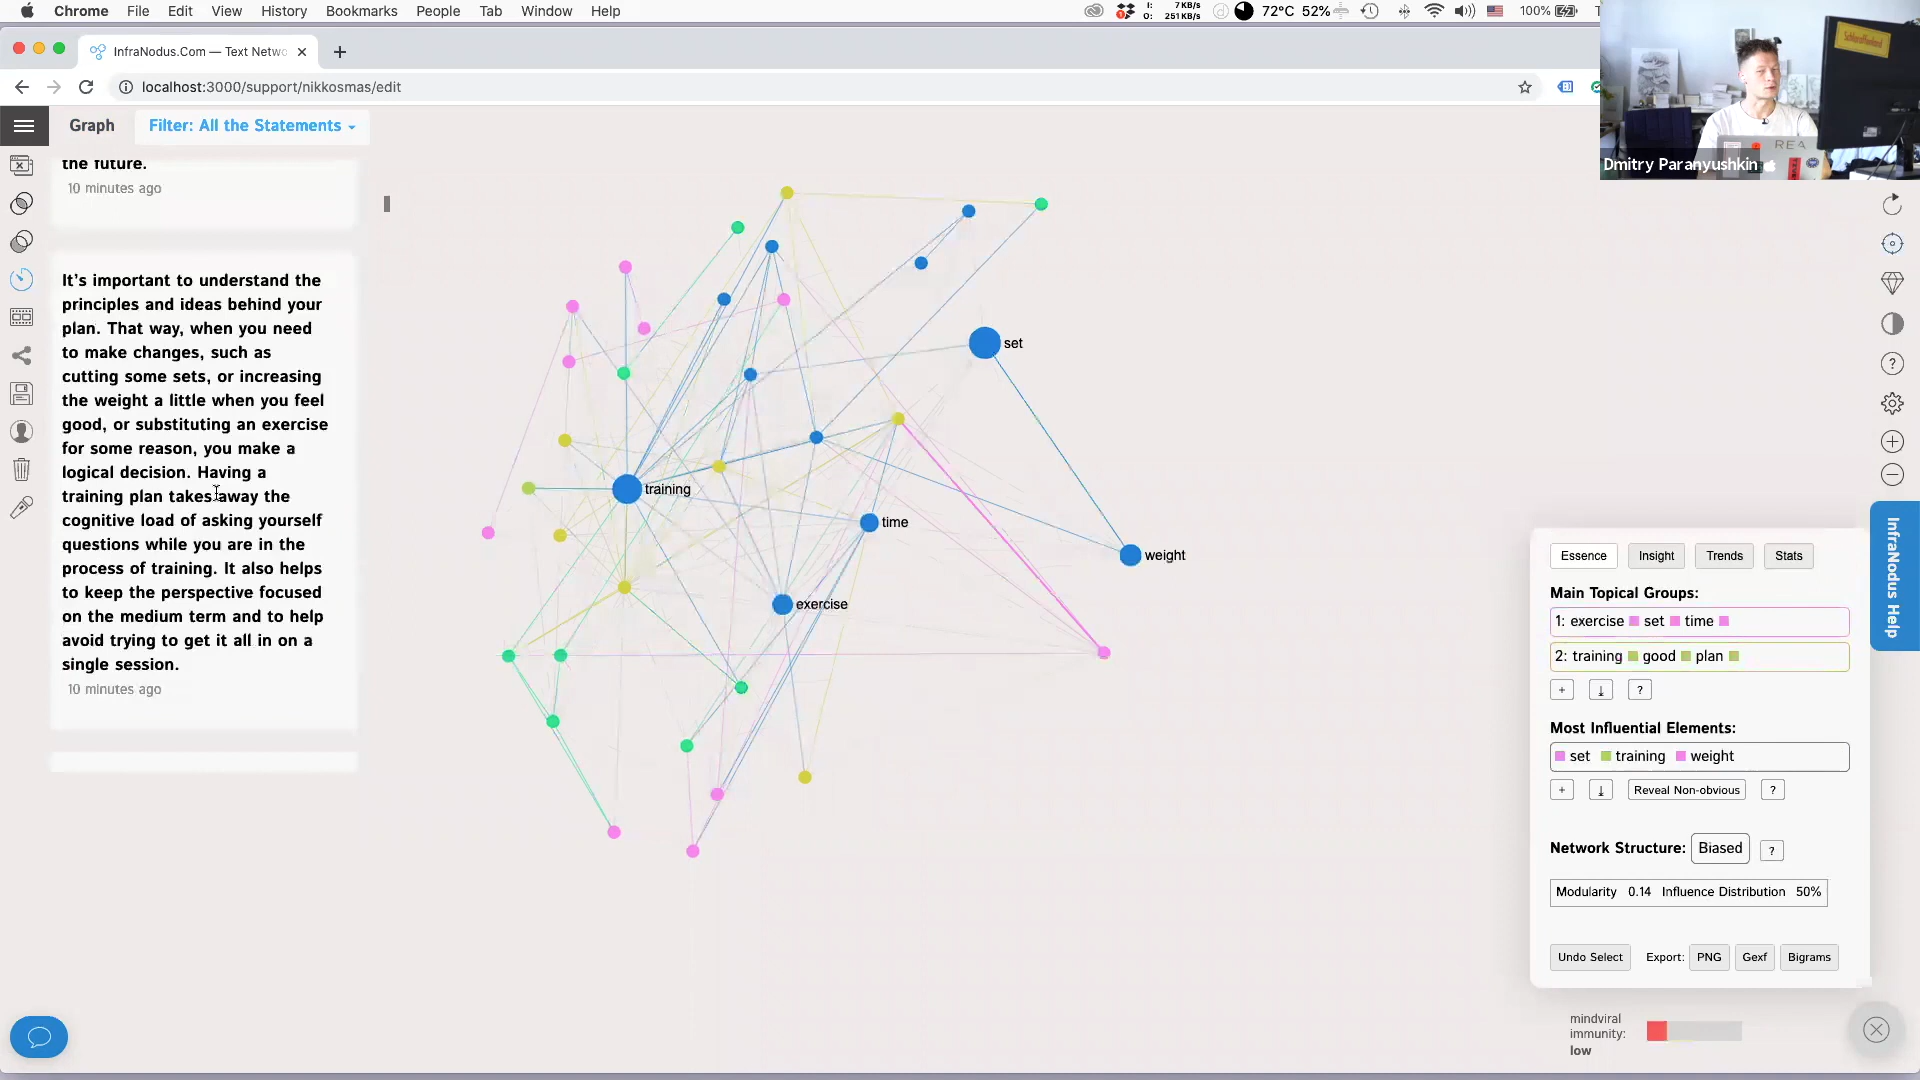 Chrome File Edit View History Bookmarks People Tab Window Help
I: 7 KB/s
O: 251 KB/s
72°C 52%
100%
InfraNodus.Com — Text Netwo
localhost:3000/support/nikkosmas/edit
Graph
Filter: All the Statements
the future.
10 minutes ago
It's important to understand the
principles and ideas behind your
plan. That way, when you need
to make changes, such as
cutting some sets, or increasing
the weight a little when you feel
good, or substituting an exercise
for some reason, you make a
logical decision. Having a
training plan takes away the
cognitive load of asking yourself
questions while you are in the
process of training. It also helps
to keep the perspective focused
on the medium term and to help
avoid trying to get it all in on a
single session.
10 minutes ago
set
training
time
weight
exercise
REA
Dmitry Paranyushkin
InfraNodus Help
Essence Insight Trends Stats
Main Topical Groups:
1: exercise set time
2: training good plan
+ ↓ ?
Most Influential Elements:
set training weight
+ ↓ Reveal Non-obvious ?
Network Structure: Biased ?
Modularity 0.14 Influence Distribution 50%
Undo Select Export: PNG Gexf Bigrams
mindviral
immunity:
low